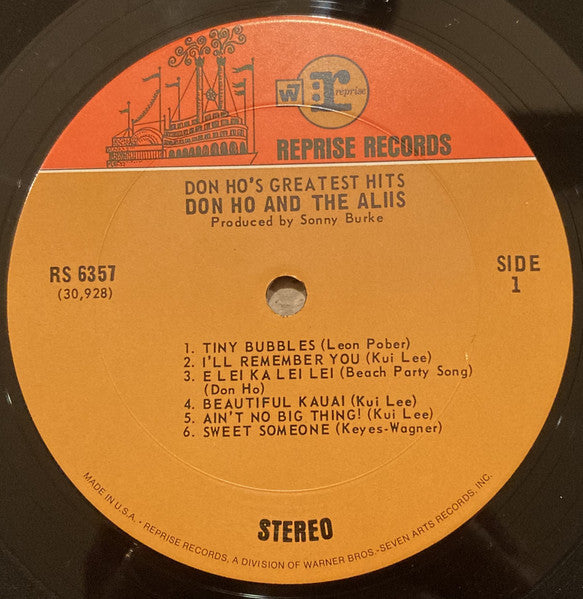 W7
r
reprise
REPRISE RECORDS
DON HO'S GREATEST HITS
DON HO AND THE ALIIS
Produced by Sonny Burke
RS 6357
(30,928)
SIDE
1
1. TINY BUBBLES (Leon Pober)
2. I'LL REMEMBER YOU (Kui Lee)
3. E LEI KA LEI LEI (Beach Party Song)
(Don Ho)
4. BEAUTIFUL KAUAI (Kui Lee)
5. AIN'T NO BIG THING! (Kui Lee)
6. SWEET SOMEONE (Keyes-Wagner)
STEREO
MADE IN U.S.A. - REPRISE RECORDS, A DIVISION OF WARNER BROS.-SEVEN ARTS RECORDS, INC.